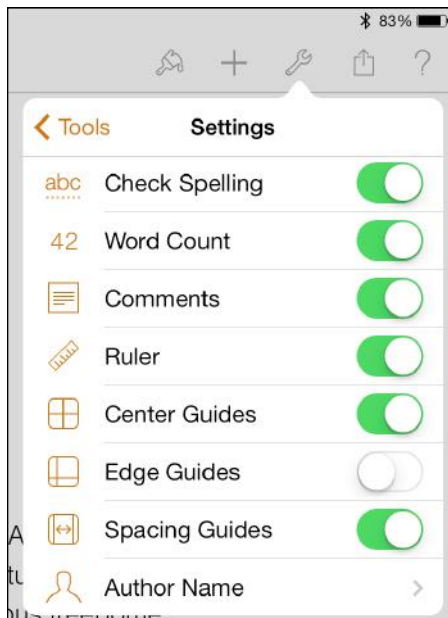 83%
?
Tools Settings
abc Check Spelling
42 Word Count
Comments
Ruler
Center Guides
Edge Guides
Spacing Guides
A
Author Name
tu